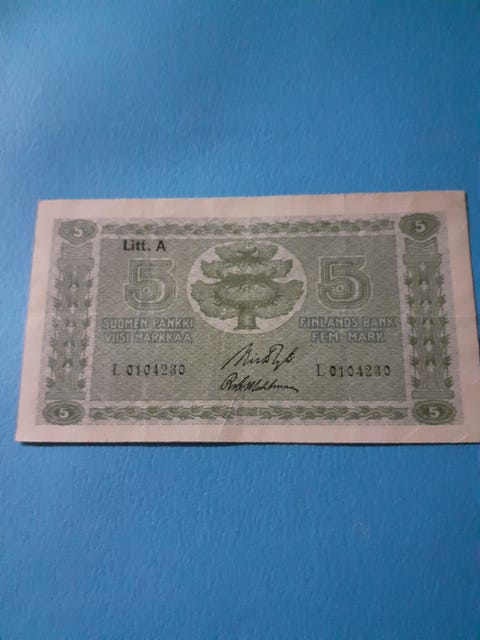 5 5
Litt. A
5 5
SUOMEN PANKKI FINLANDS BANK
VIISI MARKKAA FEM MARK
L 0104230 L 0104230
5 5